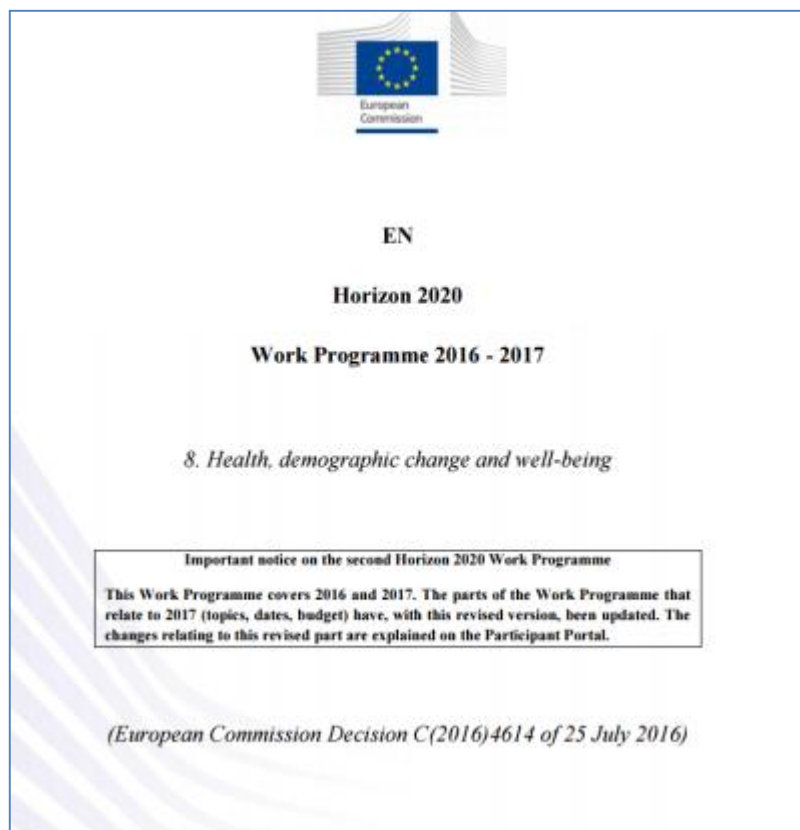 European
Commission
EN
Horizon 2020
Work Programme 2016 - 2017
8. Health, demographic change and well-being
Important notice on the second Horizon 2020 Work Programme
This Work Programme covers 2016 and 2017. The parts of the Work Programme that
relate to 2017 (topics, dates, budget) have, with this revised version, been updated. The
changes relating to this revised part are explained on the Participant Portal.
(European Commission Decision C(2016)4614 of 25 July 2016)